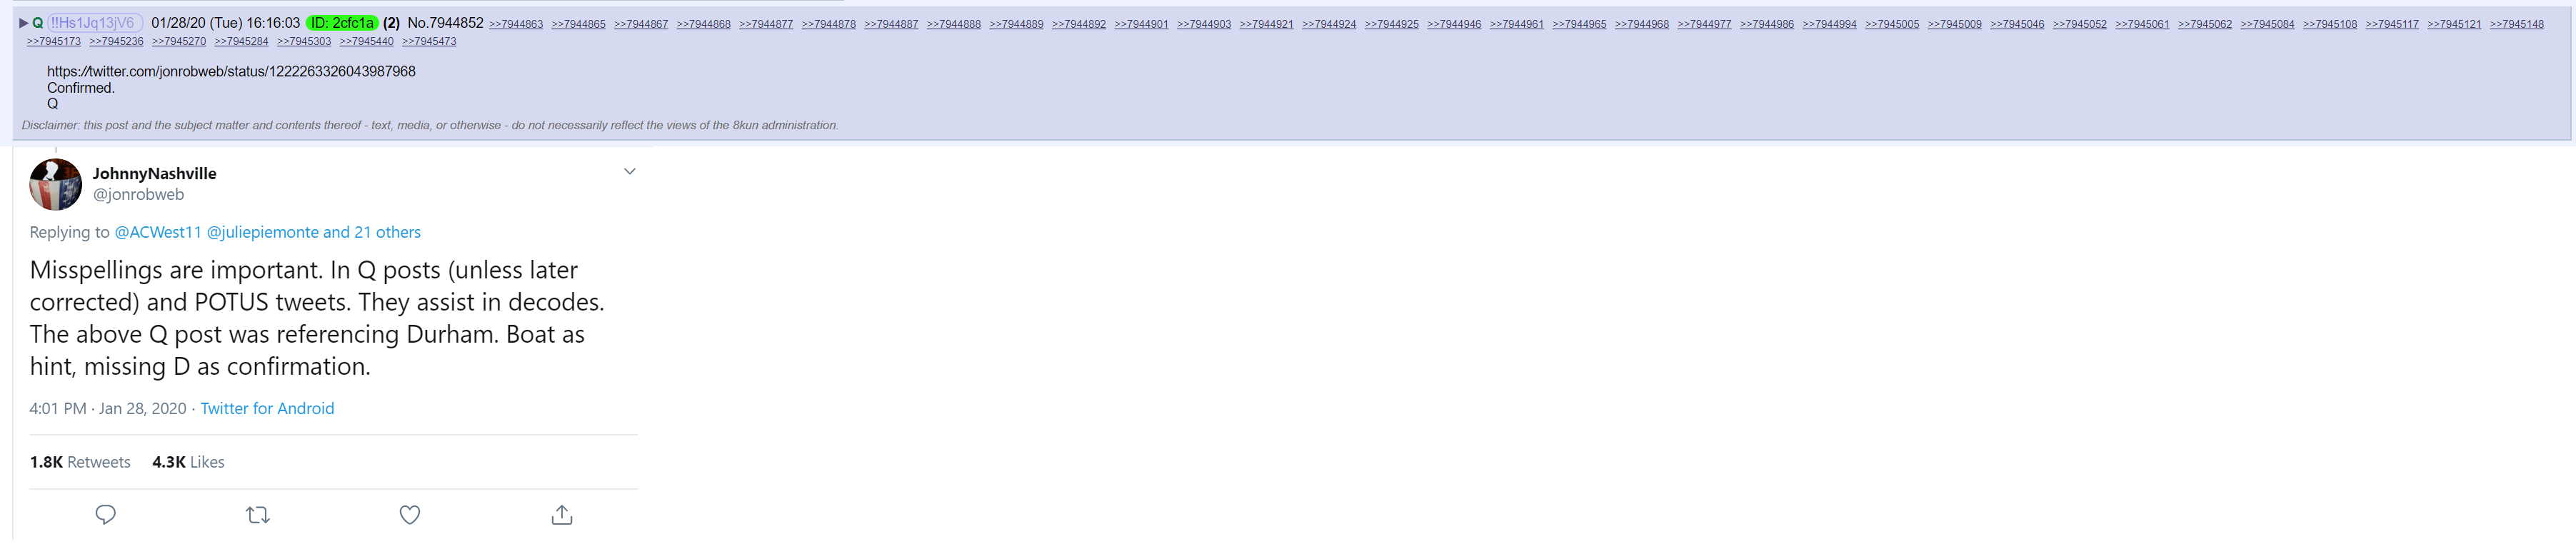 ▶ Q !!Hs1Jq13jV6 01/28/20 (Tue) 16:16:03 ID: 2cfc1a (2) No.7944852 >>7944863 >>7944865 >>7944867 >>7944868 >>7944877 >>7944878 >>7944887 >>7944888 >>7944889 >>7944892 >>7944901 >>7944903 >>7944921 >>7944924 >>7944925 >>7944946 >>7944961 >>7944965 >>7944968 >>7944977 >>7944986 >>7944994 >>7945005 >>7945009 >>7945046 >>7945052 >>7945061 >>7945062 >>7945084 >>7945108 >>7945117 >>7945121 >>7945148
>>7945173 >>7945236 >>7945270 >>7945284 >>7945303 >>7945440 >>7945473
https://twitter.com/jonrobweb/status/1222263326043987968
Confirmed.
Q
Disclaimer: this post and the subject matter and contents thereof - text, media, or otherwise - do not necessarily reflect the views of the 8kun administration.
JohnnyNashville
@jonrobweb
Replying to @ACWest11 @juliepiemonte and 21 others
Misspellings are important. In Q posts (unless later
corrected) and POTUS tweets. They assist in decodes.
The above Q post was referencing Durham. Boat as
hint, missing D as confirmation.
4:01 PM · Jan 28, 2020 · Twitter for Android
1.8K Retweets 4.3K Likes